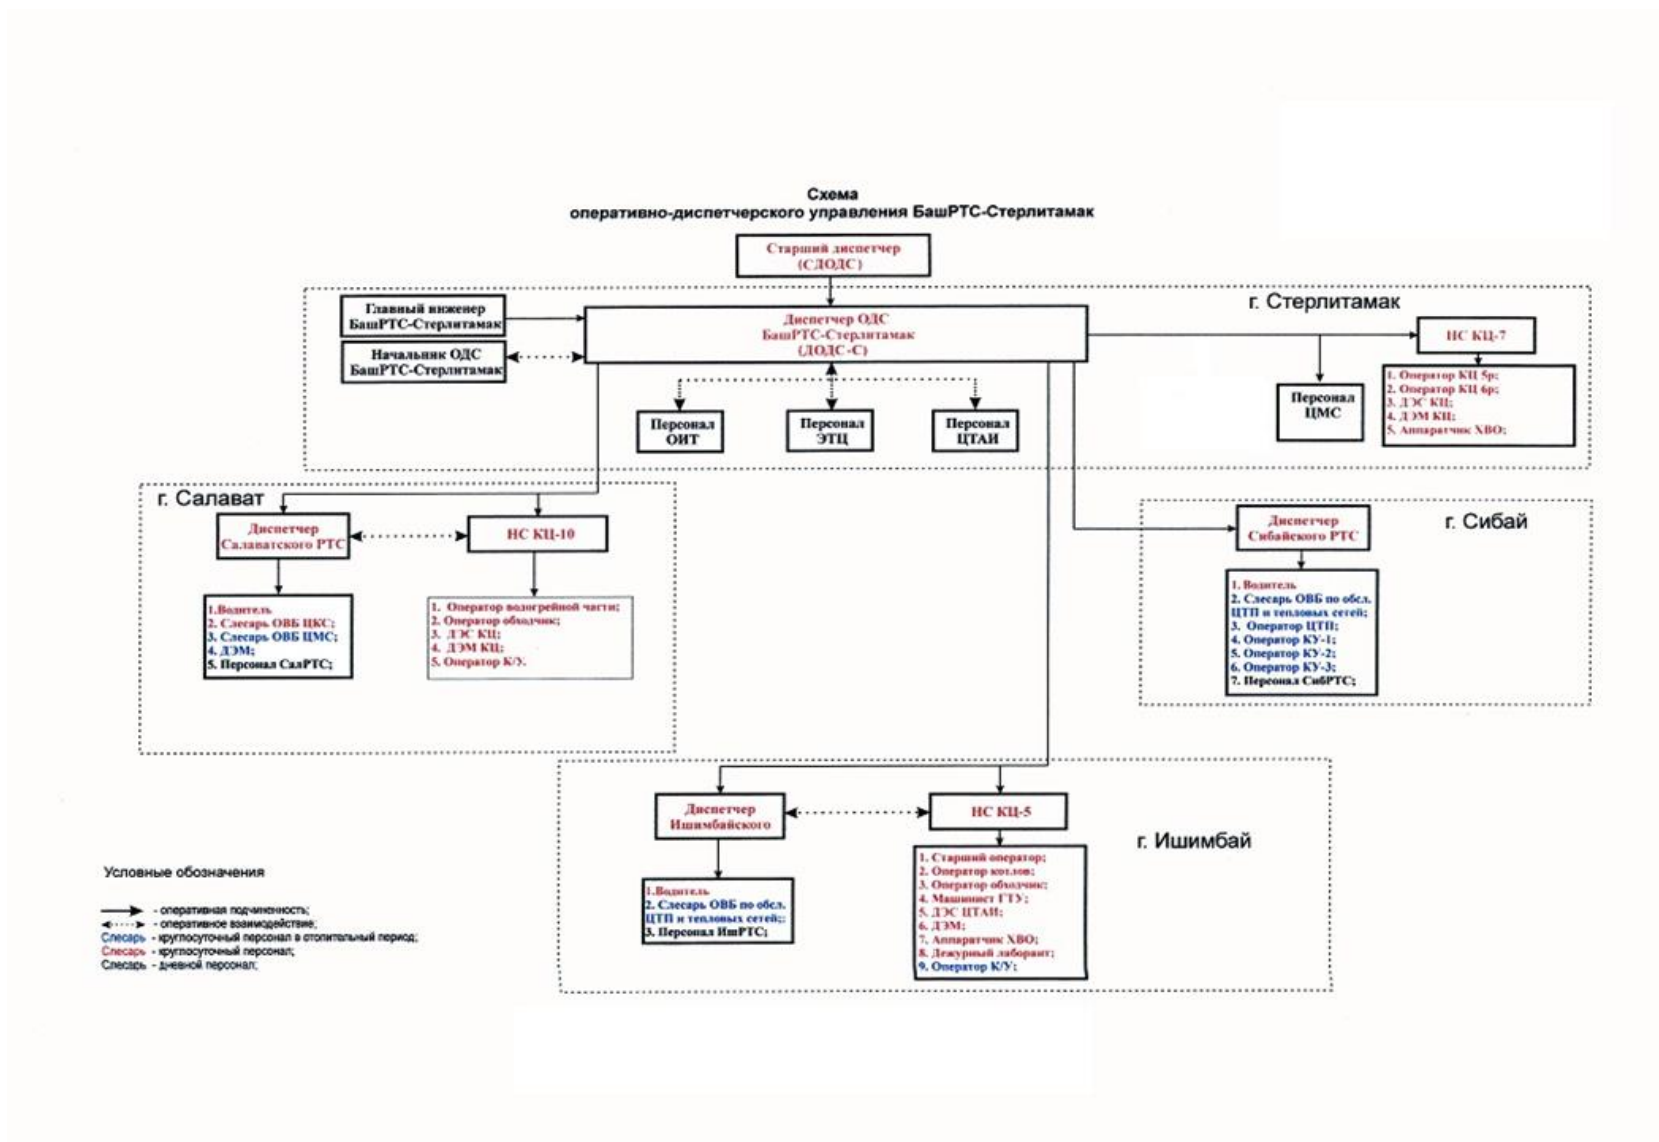 Схема
оперативно-диспетчерского управления БашРТС-Стерлитамак
Старший диспетчер
(СДОДС)
г. Стерлитамак
Главный инженер
БашРТС-Стерлитамак
Начальник ОДС
БашРТС-Стерлитамак
Диспетчер ОДС
БашРТС-Стерлитамак
(ДОДС-С)
НС КЦ-7
Персонал
ОИТ
Персонал
ЭТЦ
Персонал
ЦТАИ
Персонал
ЦМС
1. Оператор КЦ 5р;
2. Оператор КЦ 6р;
3. ДЭС КЦ;
4. ДЭМ КЦ;
5. Аппаратчик ХВО;
г. Салават
Диспетчер
Салаватского РТС
НС КЦ-10
1.Водитель
2. Слесарь ОВБ ЦКС;
3. Слесарь ОВБ ЦМС;
4. ДЭМ;
5. Персонал СалРТС;
1. Оператор водогрейной части;
2. Оператор обходчик;
3. ДЭС КЦ;
4. ДЭМ КЦ;
5. Оператор К/У.
г. Сибай
Диспетчер
Сибайского РТС
1. Водитель
2. Слесарь ОВБ по обсл.
ЦТП и тепловых сетей;
3. Оператор ЦТП;
4. Оператор КУ-1;
5. Оператор КУ-2;
6. Оператор КУ-3;
7. Персонал СибРТС;
г. Ишимбай
Диспетчер
Ишимбайского
НС КЦ-5
1.Водитель
2. Слесарь ОВБ по обсл.
ЦТП и тепловых сетей;:
3. Персонал ИшРТС;
1. Старший оператор;
2. Оператор котлов;
3. Оператор обходчик;
4. Машинист ГТУ;
5. ДЭС ЦТАИ;
6. ДЭМ;
7. Аппаратчик ХВО;
8. Дежурный лаборант;
9. Оператор К/У;
Условные обозначения
- оперативная подчиненность;
- оперативное взаимодействие;
Слесарь - круглосуточный персонал в отопительный период;
Слесарь - круглосуточный персонал;
Слесарь - дневной персонал;